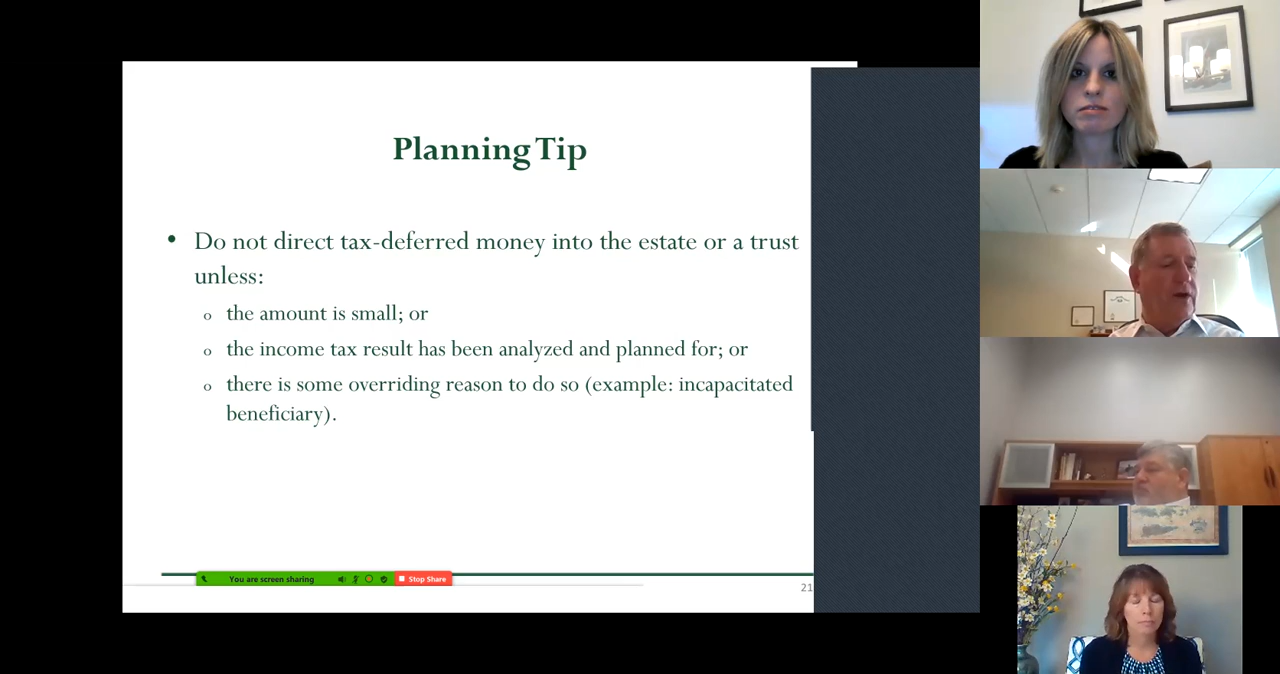 Planning Tip
• Do not direct tax-deferred money into the estate or a trust
unless:
o the amount is small; or
o the income tax result has been analyzed and planned for; or
o there is some overriding reason to do so (example: incapacitated
beneficiary).
You are screen sharing
Stop Share
21